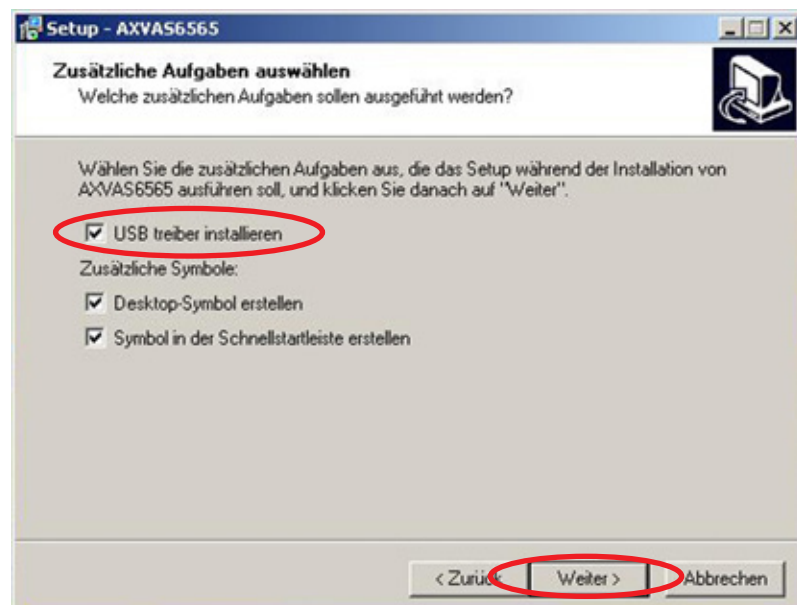 Setup - AXVAS6565
Zusätzliche Aufgaben auswählen
Welche zusätzlichen Aufgaben sollen ausgeführt werden?
Wählen Sie die zusätzlichen Aufgaben aus, die das Setup während der Installation von
AXVAS6565 ausführen soll, und klicken Sie danach auf "Weiter".
USB treiber installieren
Zusätzliche Symbole:
Desktop-Symbol erstellen
Symbol in der Schnellstartleiste erstellen
< Zurück Weiter > Abbrechen